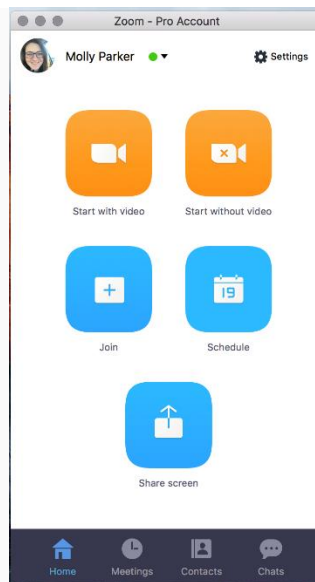 Zoom - Pro Account
Molly Parker
Settings
Start with video
Start without video
Join
19
Schedule
Share screen
Home
Meetings
Contacts
Chats